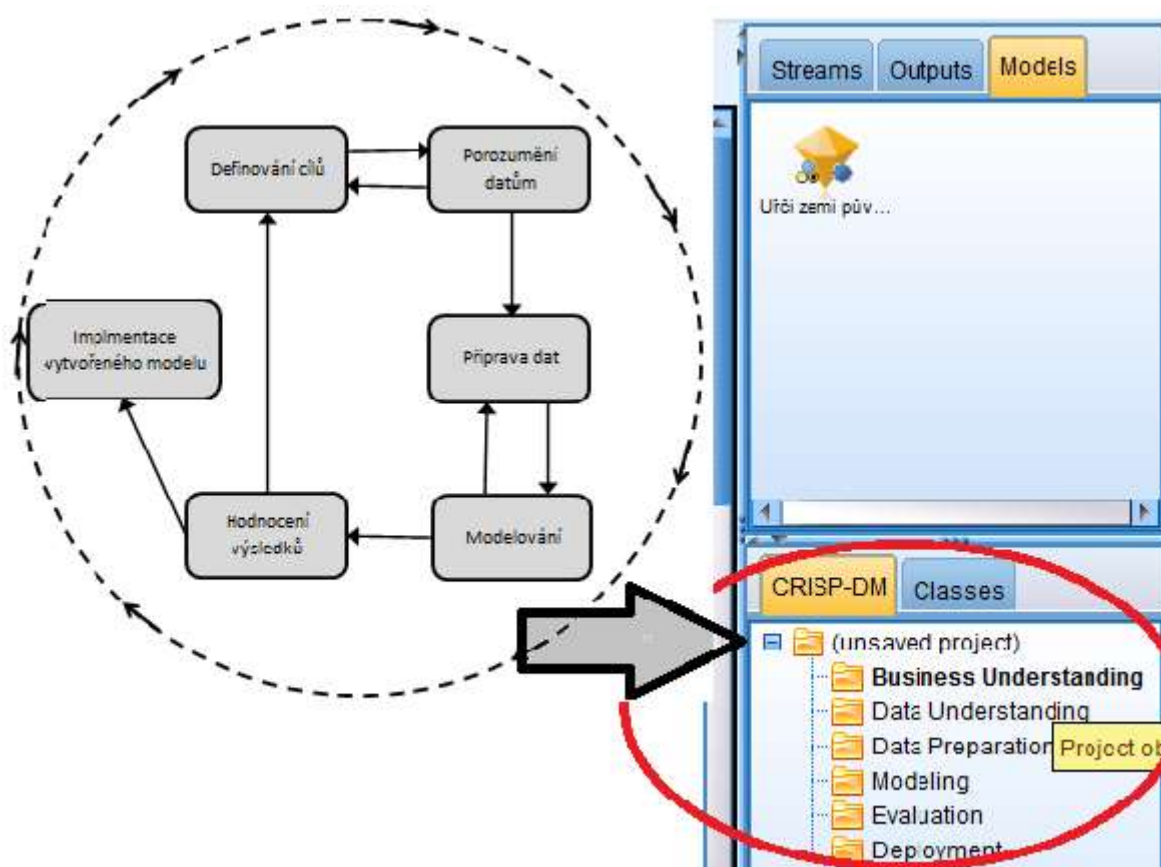 Definování cílů
Porozumění
datům
Implmentace
vytvořeného modelu
Příprava dat
Hodnocení
výsledků
Modelování
Streams
Outputs
Models
Urči zemi pův...
CRISP-DM
Classes
(unsaved project)
Business Understanding
Data Understanding
Data Preparation
Project ob
Modeling
Evaluation
Deployment